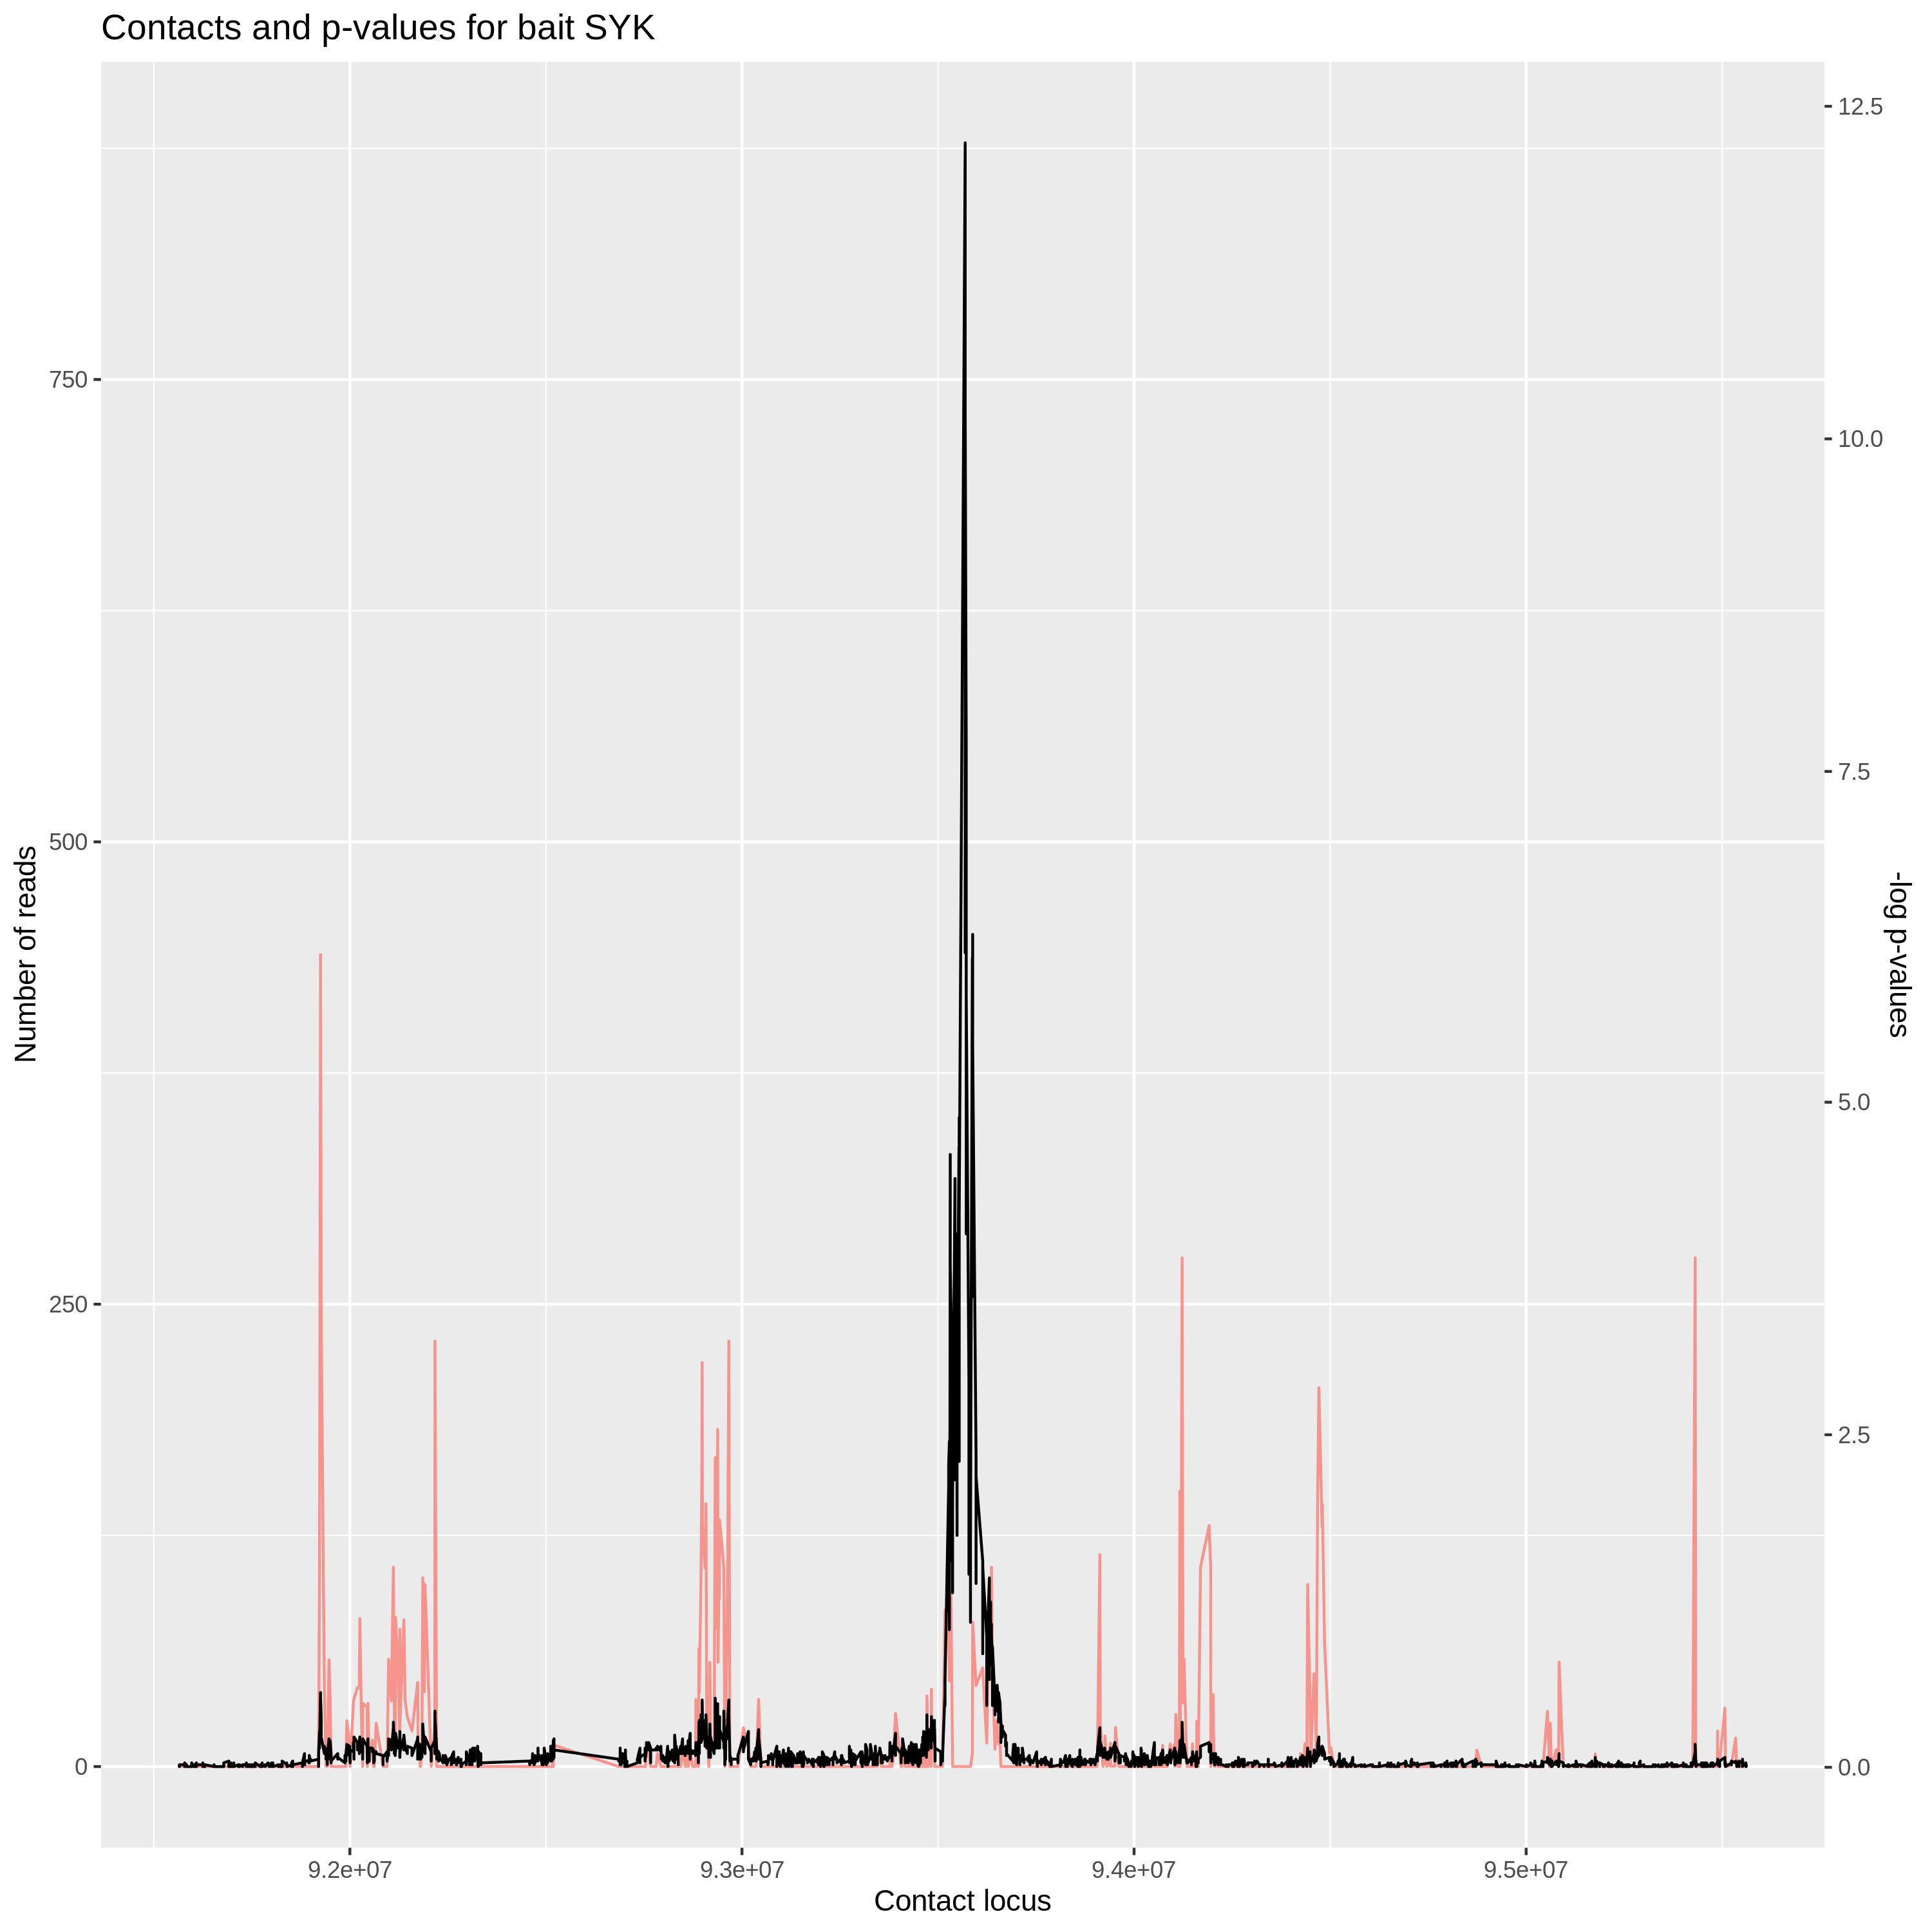 Contacts and p-values for bait SYK
Number of reads
750
500
250
0
12.5
10.0
7.5
5.0
2.5
0.0
-log p-values
9.2e+07 9.3e+07 9.4e+07 9.5e+07
Contact locus